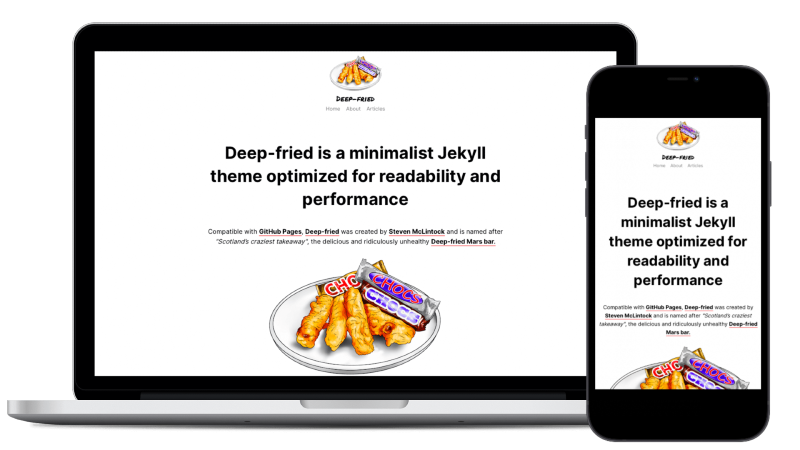 DEEP-FRIED
Home About Articles
Deep-fried is a minimalist Jekyll
theme optimized for readability and
performance
Compatible with GitHub Pages, Deep-fried was created by Steven McLintock and is named after
"Scotland's craziest takeaway", the delicious and ridiculously unhealthy Deep-fried Mars bar.
CHO
CHOCS
CHOCS
DEEP-FRIED
Home About Articles
Deep-fried is a
minimalist Jekyll
theme optimized for
readability and
performance
Compatible with GitHub Pages, Deep-fried was created by
Steven McLintock and is named after "Scotland's craziest
takeaway", the delicious and ridiculously unhealthy Deep-fried
Mars bar.
CHO
CHOCS